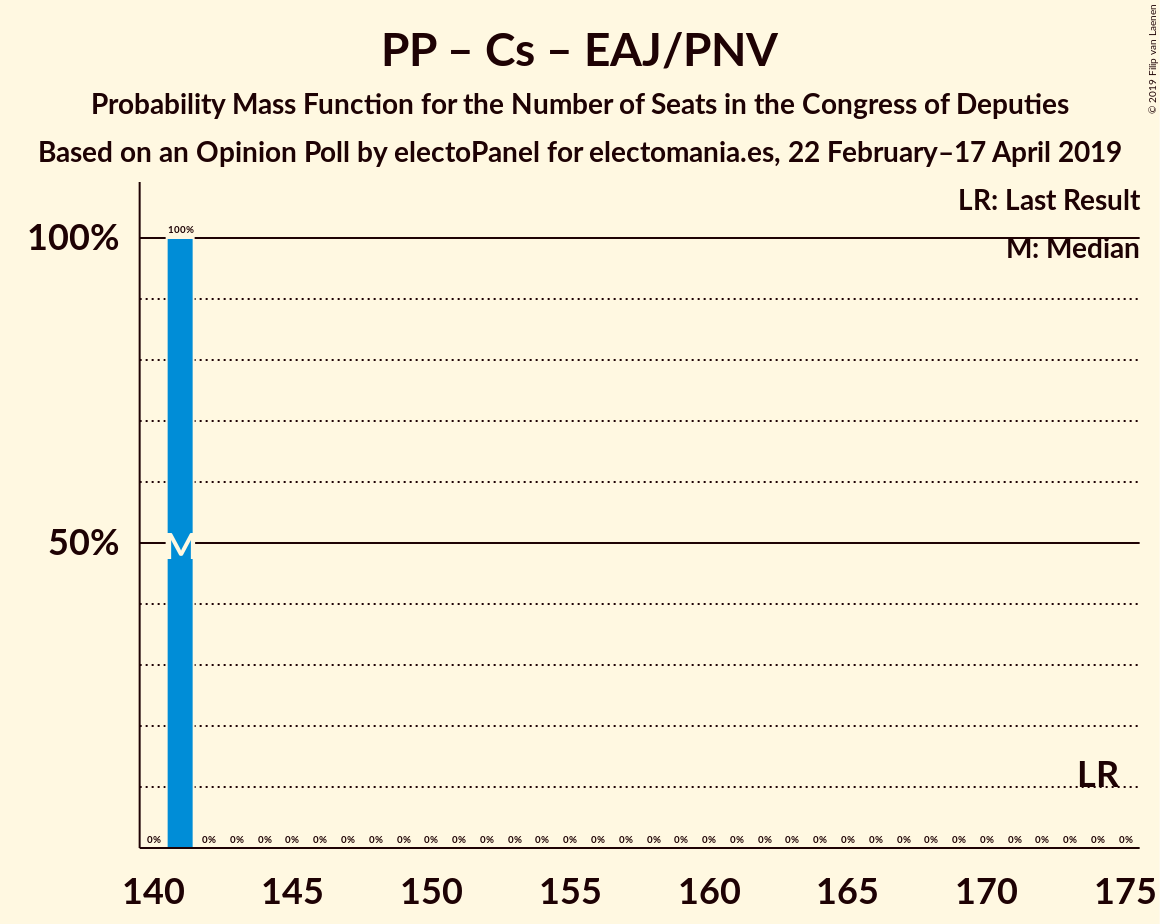 PP – Cs – EAJ/PNV
Probability Mass Function for the Number of Seats in the Congress of Deputies
Based on an Opinion Poll by electoPanel for electomania.es, 22 February–17 April 2019
© 2019 Filip van Laenen
LR: Last Result
M: Median
100%
50%
100%
M
LR
0% 0% 0% 0% 0% 0% 0% 0% 0% 0% 0% 0% 0% 0% 0% 0% 0% 0% 0% 0% 0% 0% 0% 0% 0% 0% 0% 0% 0% 0% 0% 0% 0% 0% 0%
140 145 150 155 160 165 170 175